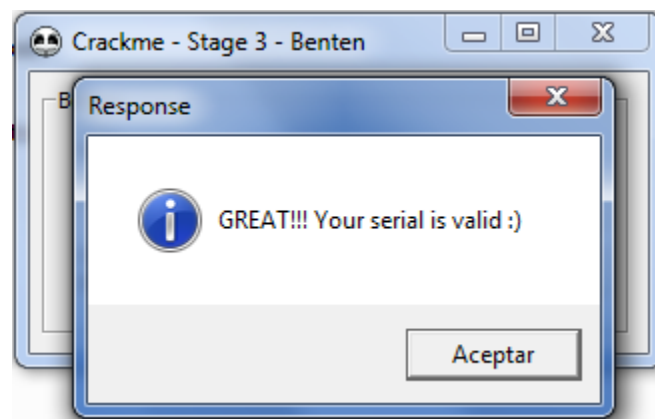 Crackme - Stage 3 - Benten
Response
GREAT!!! Your serial is valid :)
Aceptar